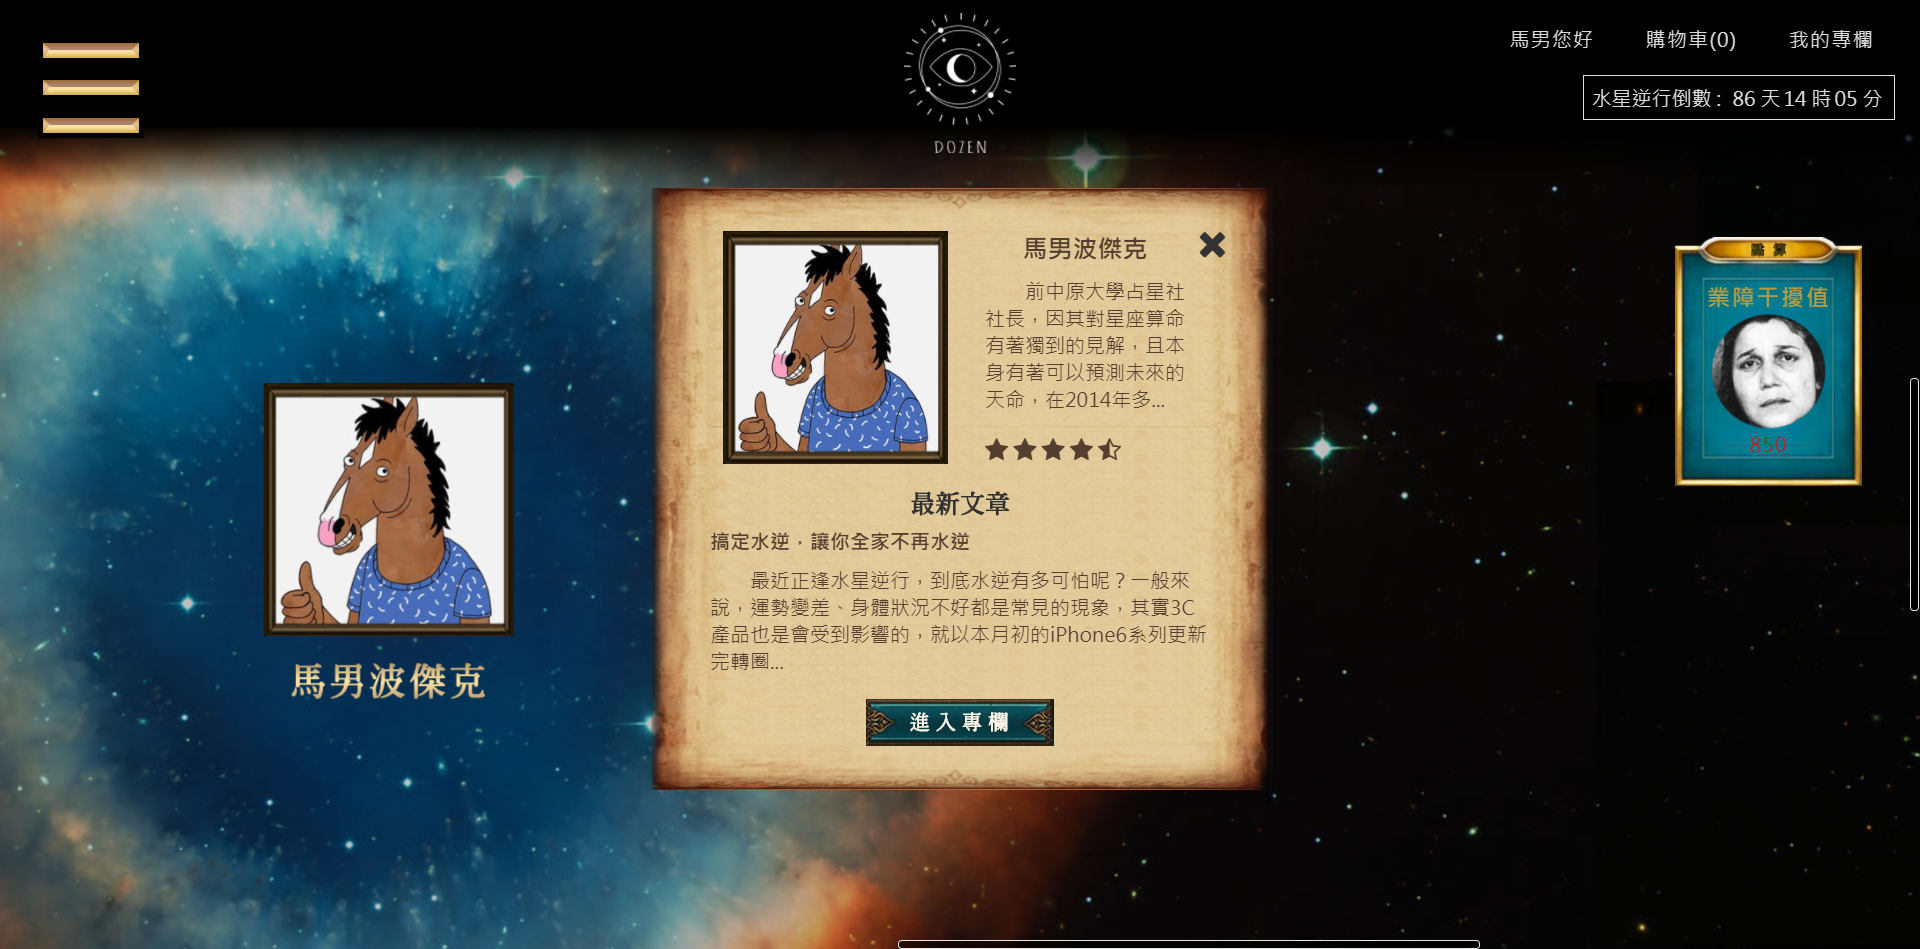 馬男您好 購物車(0) 我的專欄
水星逆行倒數 : 86 天 14 時 05 分
DOZEN
馬男波傑克
前中原大學占星社
社長，因其對星座算命
有著獨到的見解，且本
身有著可以預測未來的
天命，在2014年多...
最新文章
搞定水逆，讓你全家不再水逆
最近正逢水星逆行，到底水逆有多可怕呢？一般來
說，運勢變差、身體狀況不好都是常見的現象，其實3C
產品也是會受到影響的，就以本月初的iPhone6系列更新
完轉圈...
進入專欄
馬男波傑克
業障干擾值
850